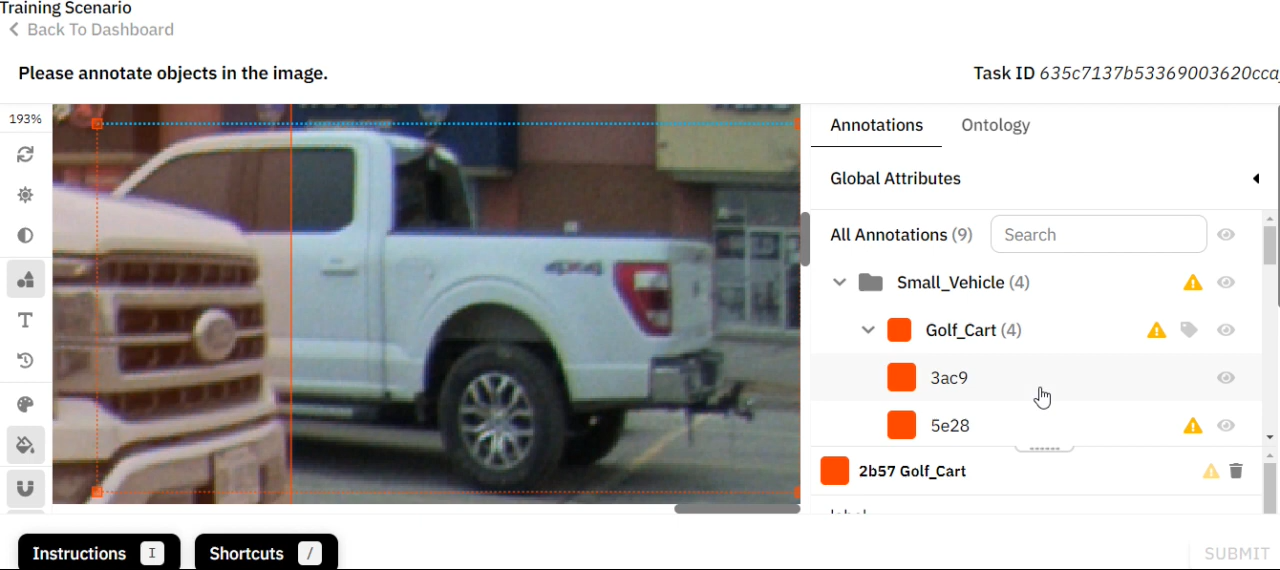 Training Scenario
Back To Dashboard
Please annotate objects in the image.
Task ID 635c7137b53369003620cca
193%
4x4
T
Annotations
Ontology
Global Attributes
All Annotations (9)
Search
Small_Vehicle (4)
Golf_Cart (4)
3ac9
5e28
2b57 Golf_Cart
label
Instructions I
Shortcuts /
SUBMIT